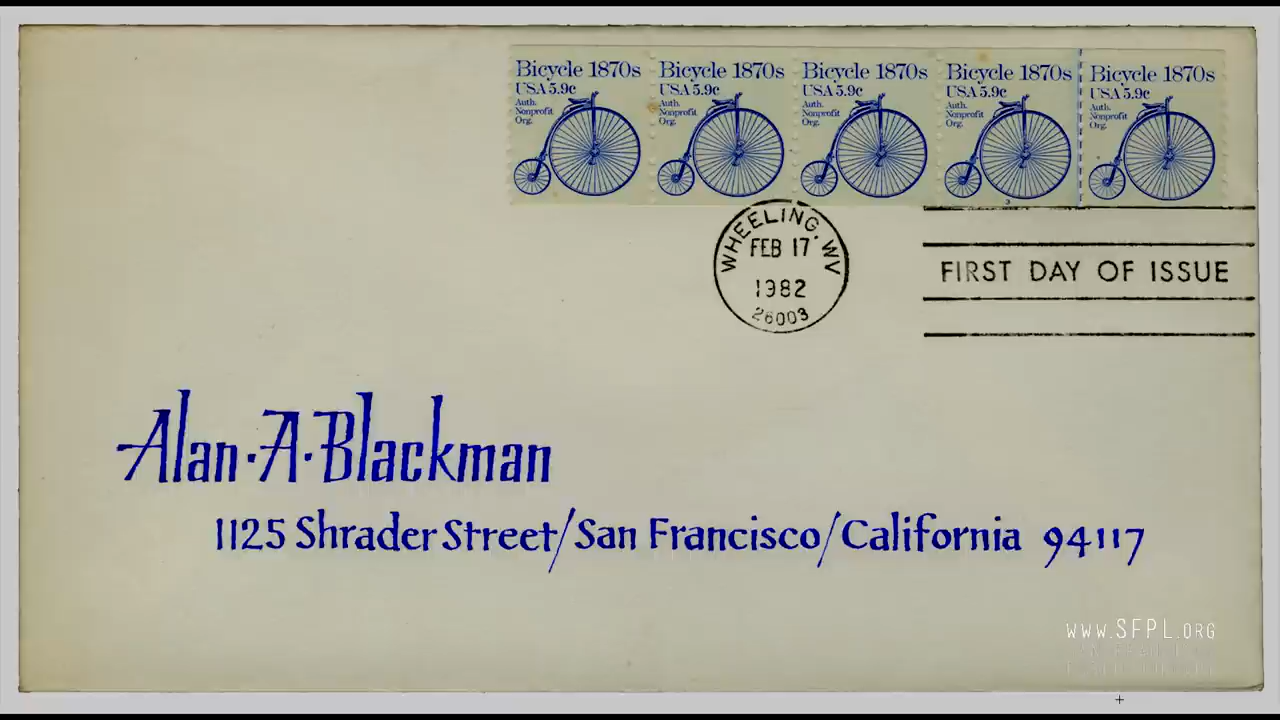 Bicycle 1870s Bicycle 1870s Bicycle 1870s Bicycle 1870s Bicycle 1870s
USA 5.9c USA 5.9c USA 5.9c USA 5.9c USA 5.9c
Auth. Auth. Auth. Auth. Auth.
Nonprofit Nonprofit Nonprofit Nonprofit Nonprofit
Org. Org. Org. Org. Org.
3
WHEELING, WV
FEB 17
1982
26003
FIRST DAY OF ISSUE
Alan·A·Blackman
1125 Shrader Street/San Francisco/California 94117
WWW.SFPL.ORG